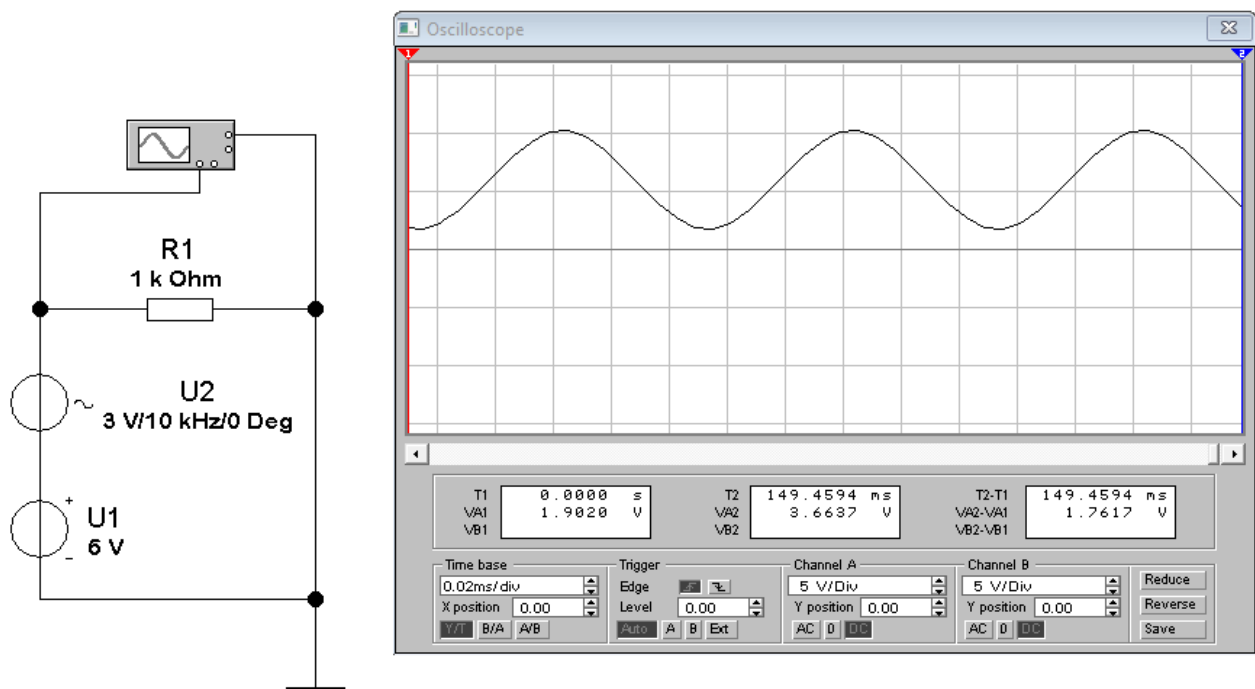 Oscilloscope
1
2
R1
1 k Ohm
U2
3 V/10 kHz/0 Deg
+
U1
6 V
-
T1 0.0000 s
VA1 1.9020 V
VB1
T2 149.4594 ms
VA2 3.6637 V
VB2
T2-T1 149.4594 ms
VA2-VA1 1.7617 V
VB2-VB1
Time base
0.02ms/div
X position 0.00
Y/T B/A A/B
Trigger
Edge
Level 0.00
Auto A B Ext
Channel A
5 V/Div
Y position 0.00
AC 0 DC
Channel B
5 V/Div
Y position 0.00
AC 0 DC
Reduce
Reverse
Save